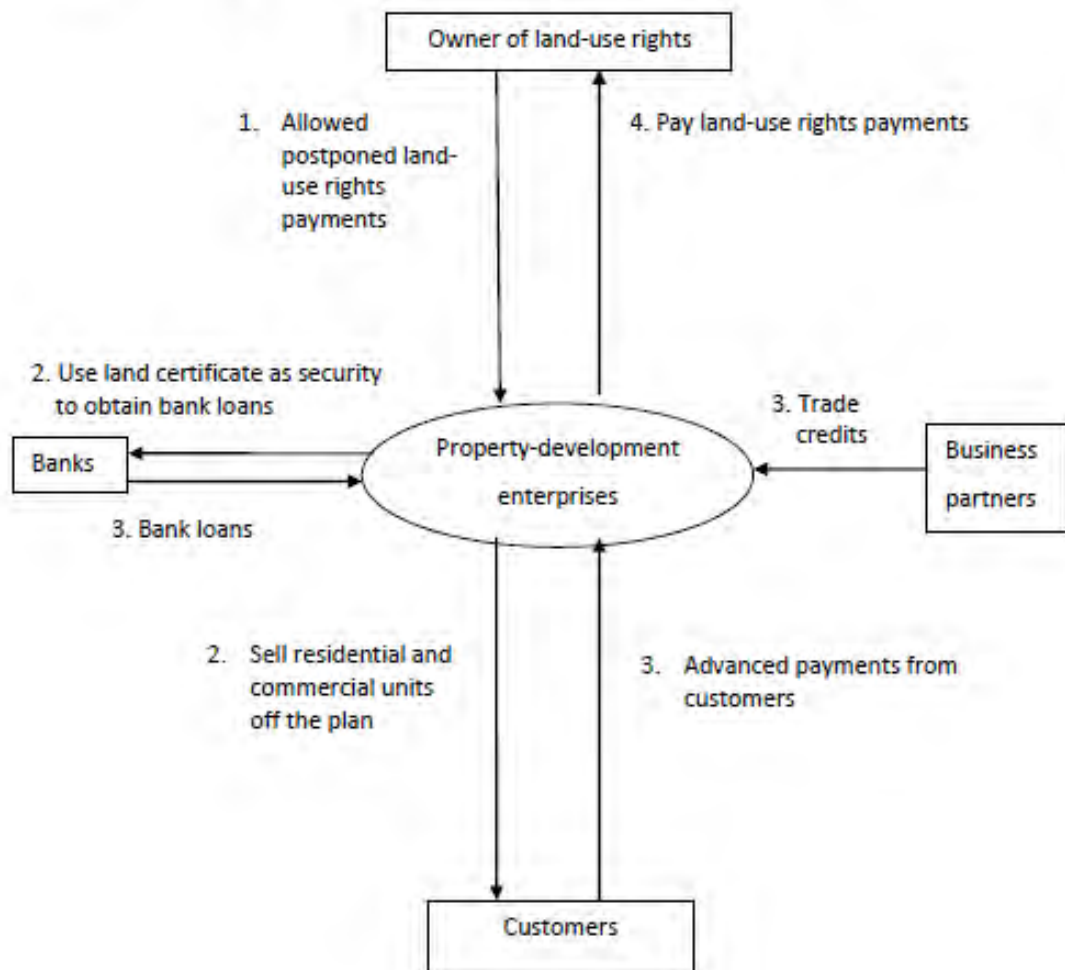 Owner of land-use rights
1. Allowed
postponed land-
use rights
payments
4. Pay land-use rights payments
2. Use land certificate as security
to obtain bank loans
Banks
3. Bank loans
Property-development
enterprises
3. Trade
credits
Business
partners
2. Sell residential and
commercial units
off the plan
3. Advanced payments from
customers
Customers